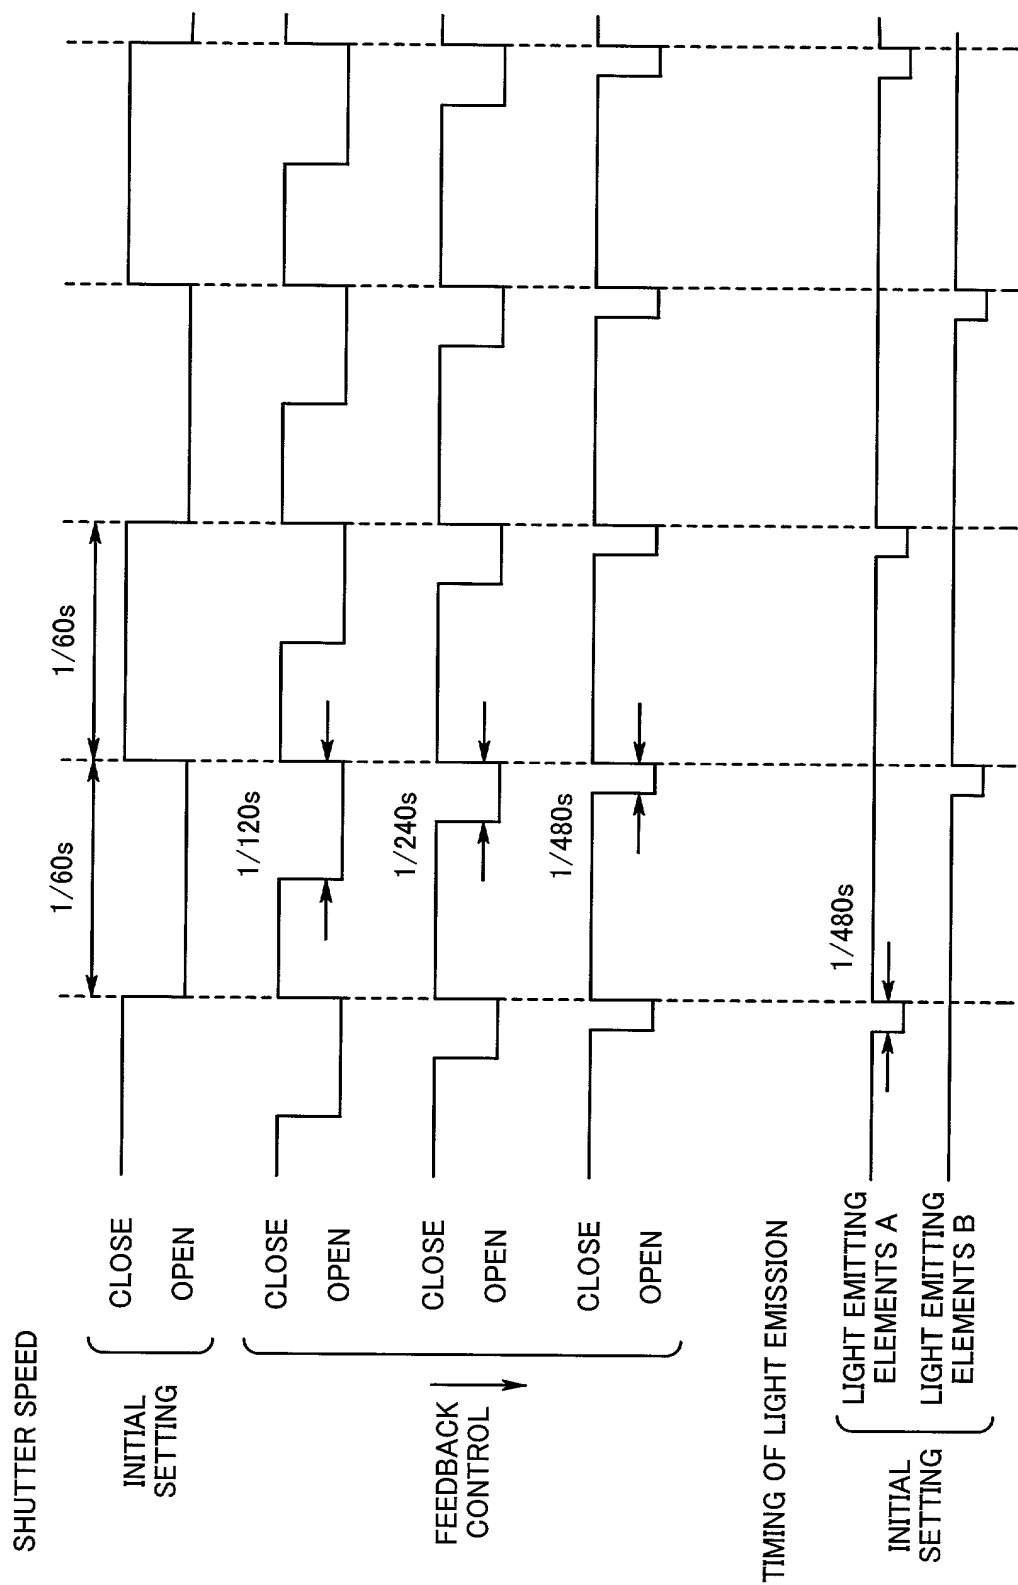 SHUTTER SPEED
INITIAL
SETTING
CLOSE
OPEN
1/60s
1/60s
FEEDBACK
CONTROL
CLOSE
OPEN
1/120s
CLOSE
OPEN
1/240s
CLOSE
OPEN
1/480s
TIMING OF LIGHT EMISSION
INITIAL
SETTING
LIGHT EMITTING
ELEMENTS A
1/480s
LIGHT EMITTING
ELEMENTS B